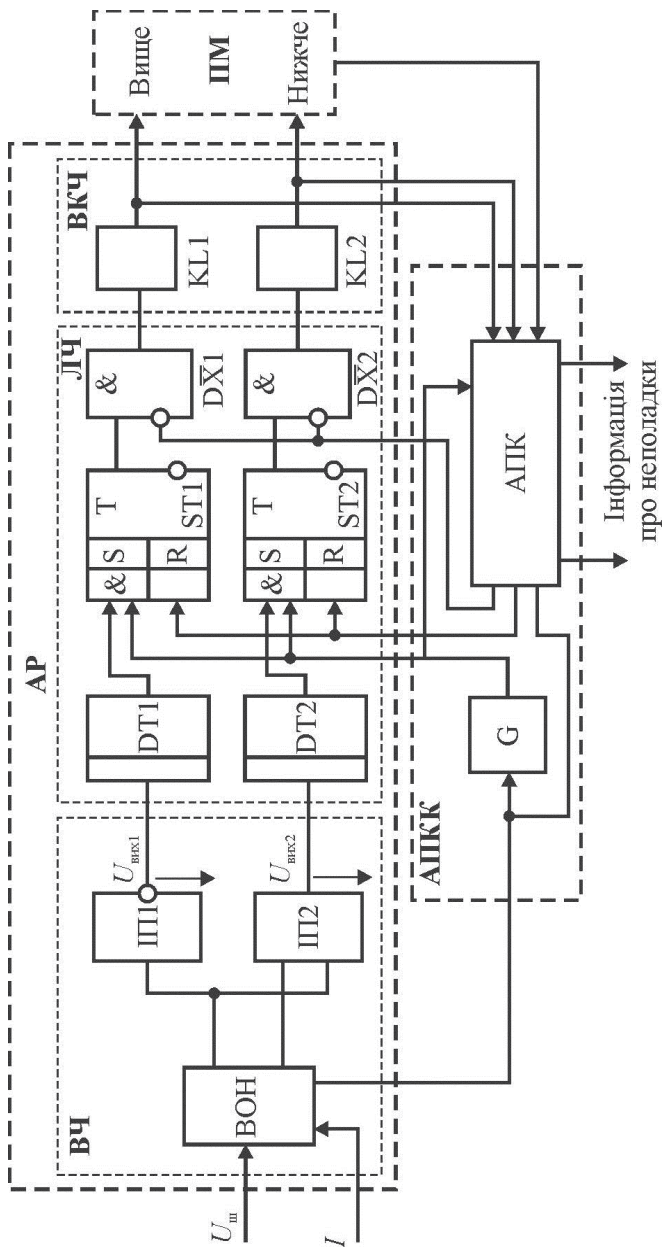 АР
ВЧ
ЛЧ
ВКЧ
Uш
I
ВОН
ІП1
ІП2
Uвих1
Uвих2
DT1
DT2
& S T
R ST1
& S T
R ST2
&
DX1
&
DX2
KL1
KL2
Вище
ПМ
Нижче
АПКК
G
АПК
Інформація
про неполадки